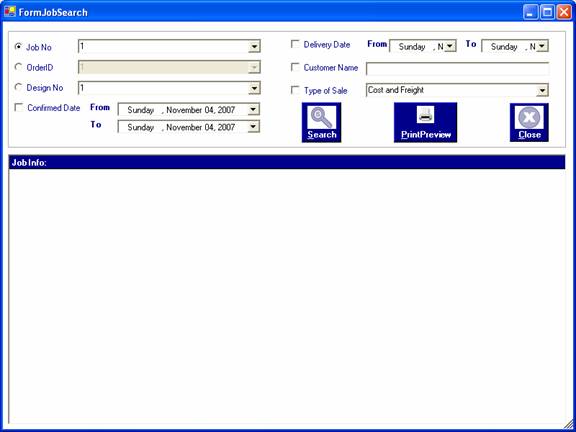 FormJobSearch
Job No 1
OrderID 1
Design No 1
Confirmed Date From Sunday , November 04, 2007
To Sunday , November 04, 2007
Delivery Date From Sunday , N To Sunday , N
Customer Name
Type of Sale Cost and Freight
Search PrintPreview Close
Job Info: